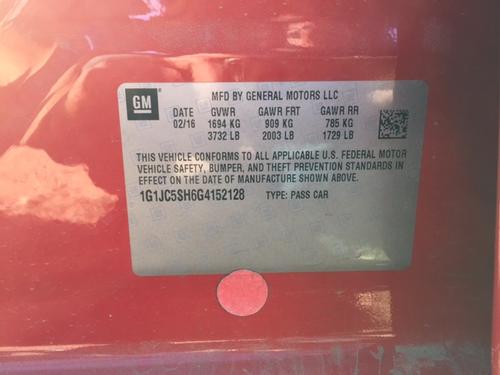 MFD BY GENERAL MOTORS LLC
GM
DATE GVWR GAWR FRT GAWR RR
02/16 1694 KG 909 KG 785 KG
3732 LB 2003 LB 1729 LB
THIS VEHICLE CONFORMS TO ALL APPLICABLE U.S. FEDERAL MOTOR
VEHICLE SAFETY, BUMPER, AND THEFT PREVENTION STANDARDS IN
EFFECT ON THE DATE OF MANUFACTURE SHOWN ABOVE.
1G1JC5SH6G4152128 TYPE: PASS CAR